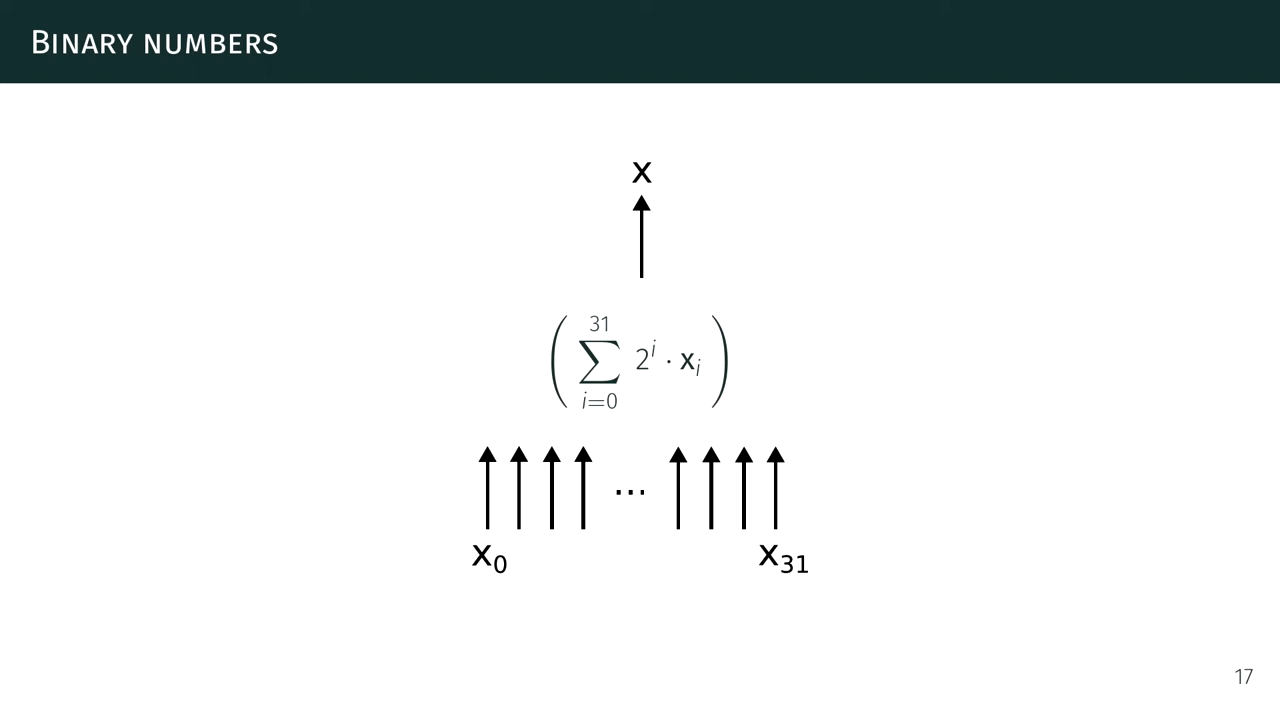 Binary numbers
x
( ∑_{i=0}^{31} 2^i · x_i )
...
x₀ x₃₁
17